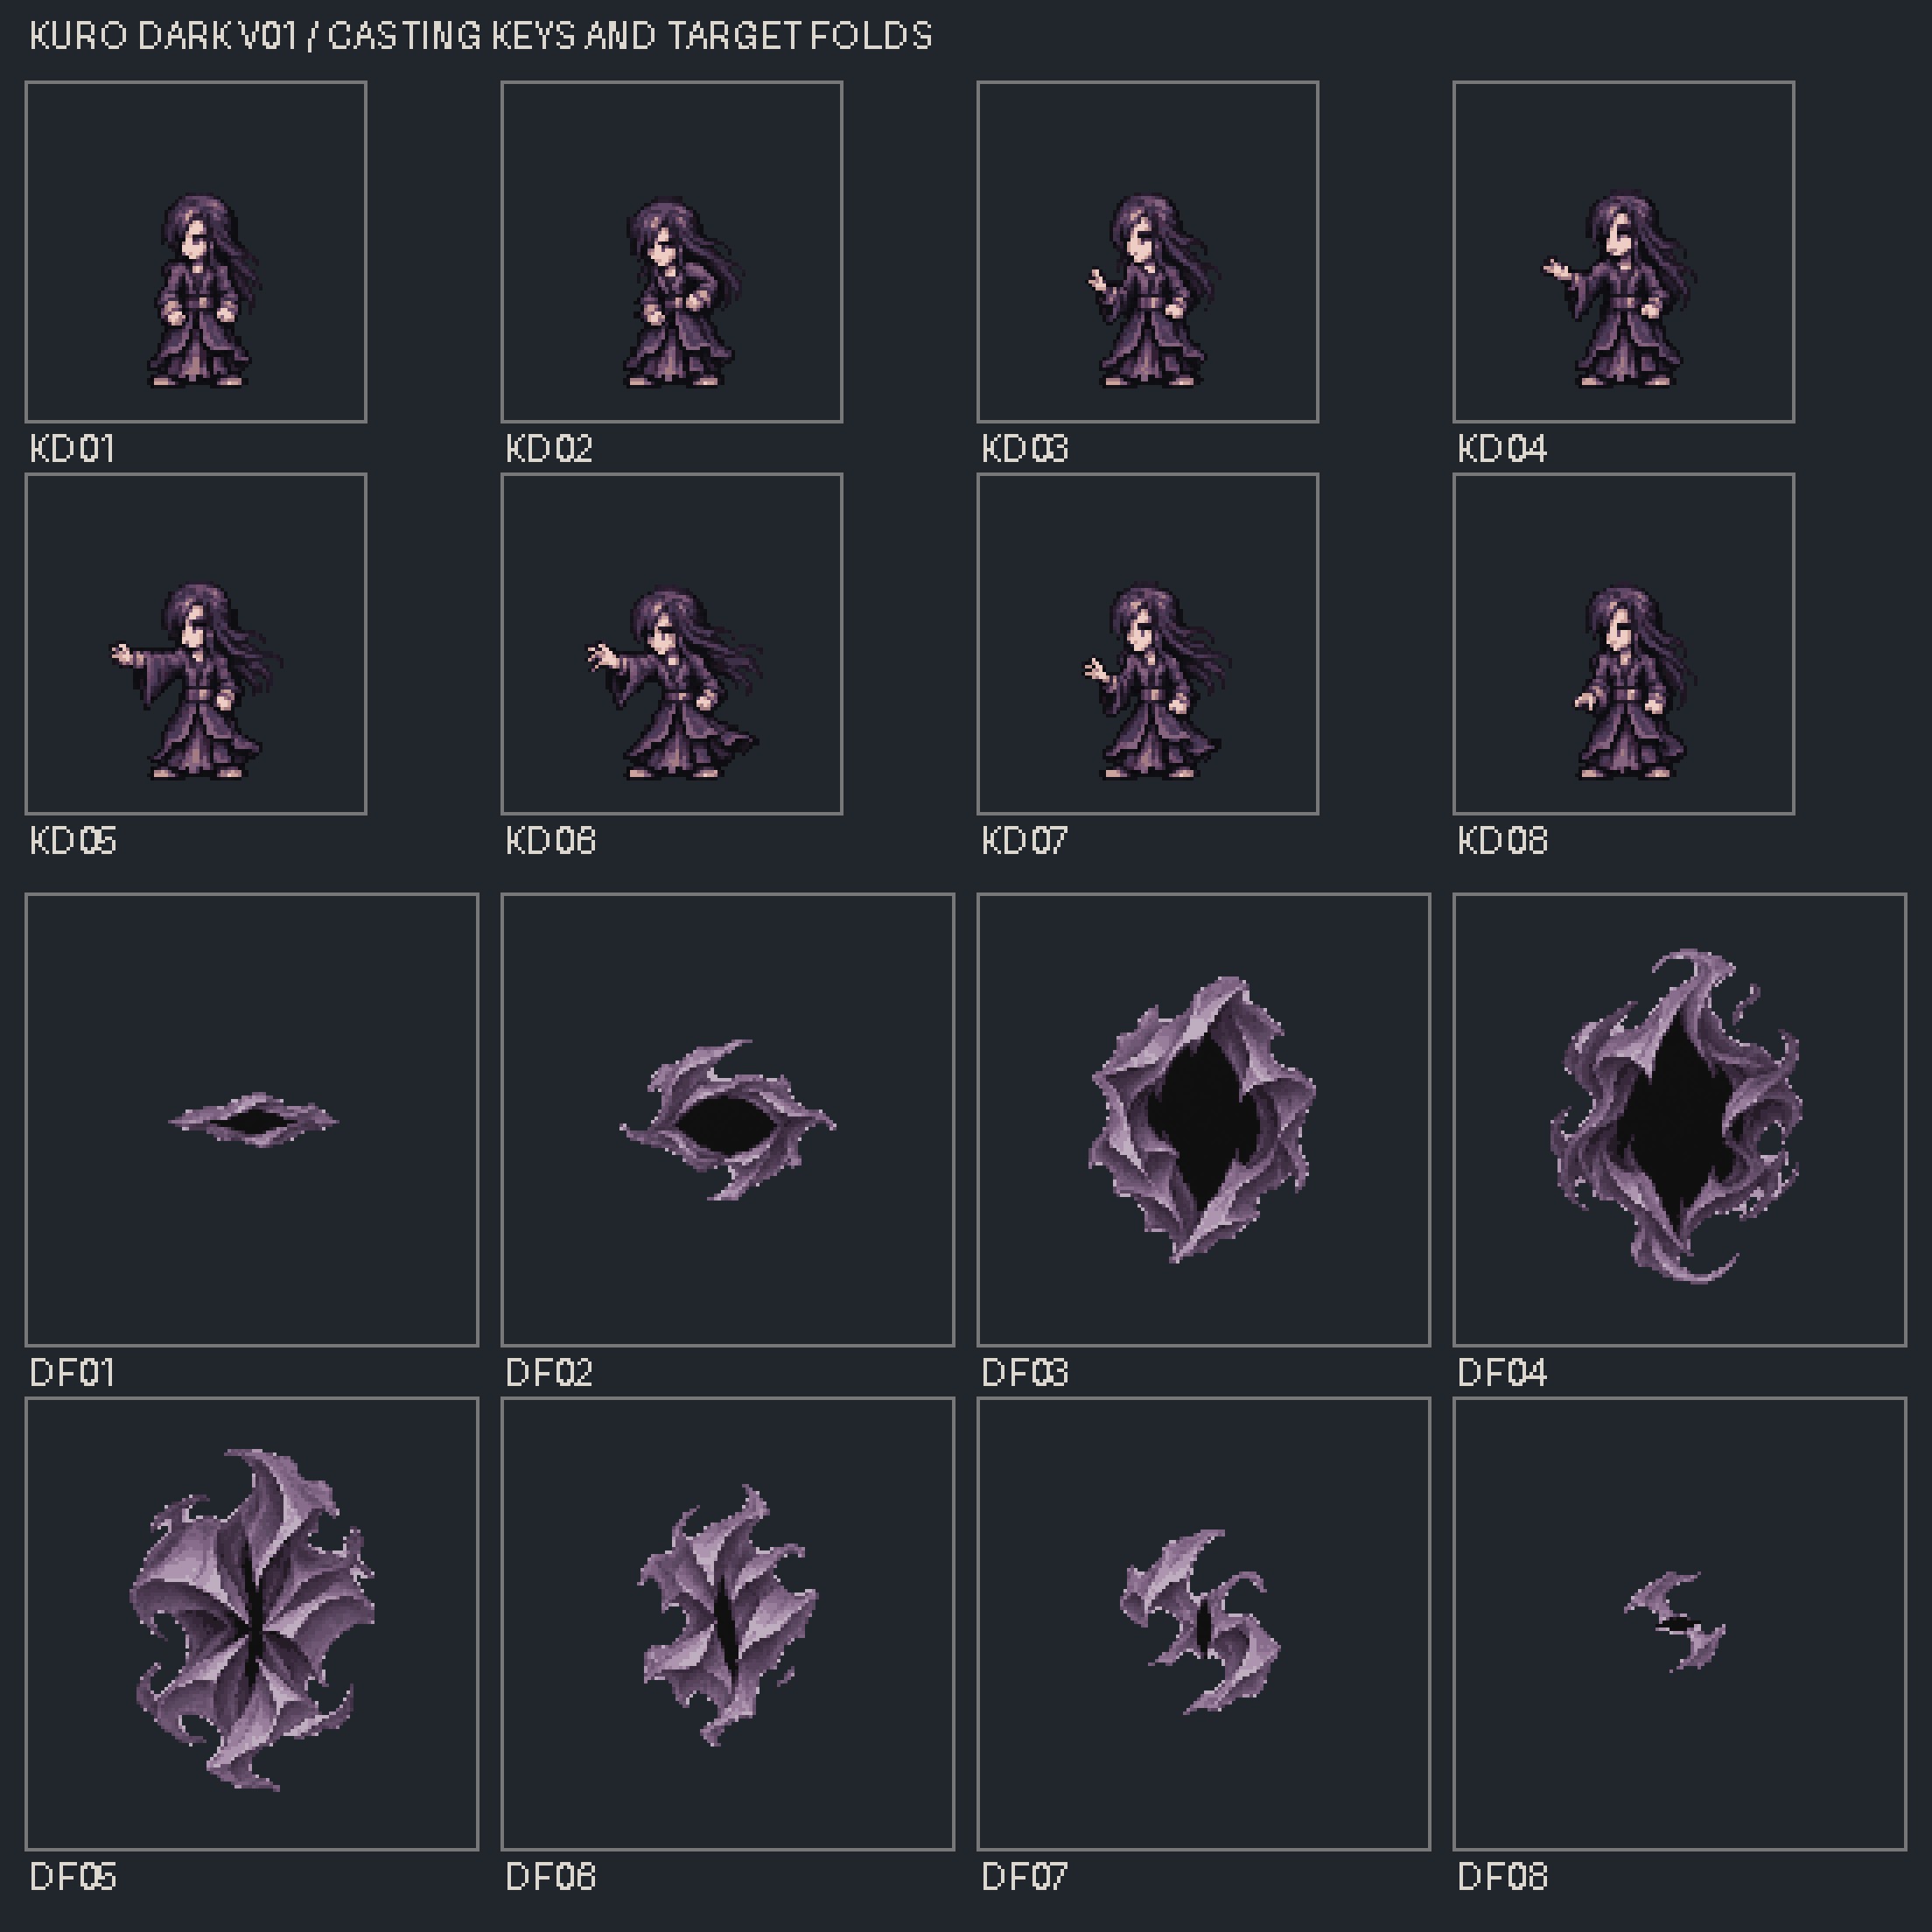 KURO DARK V01 / CASTING KEYS AND TARGET FOLDS
KD01 KD02 KD03 KD04
KD05 KD06 KD07 KD08
DF01 DF02 DF03 DF04
DF05 DF06 DF07 DF08